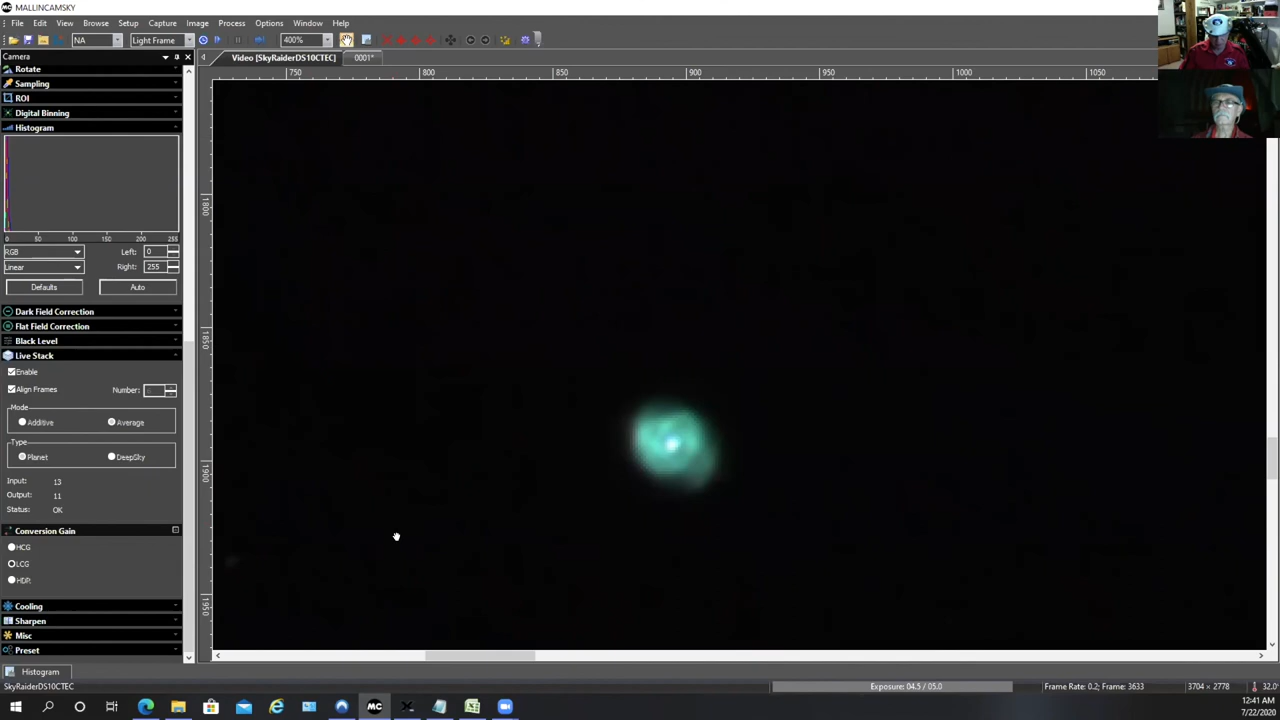 MALLINCAMSKY
File Edit View Browse Setup Capture Image Process Options Window Help
NA Light Frame 400%
Camera
Video [SkyRaiderDS10CTEC] 0001*
750 800 850 900 950 1000 1050
Rotate
Sampling
ROI
Digital Binning
Histogram
1800
0 50 100 150 200 255
RGB Left: 0
Linear Right: 255
Defaults Auto
Dark Field Correction
Flat Field Correction
1850
Black Level
Live Stack
Enable
Align Frames Number:
Mode
Additive Average
Type
Planet DeepSky
1900
Input: 13
Output: 11
Status: OK
Conversion Gain
HCG
LCG
HDR
1950
Cooling
Sharpen
Misc
Preset
Histogram
SkyRaiderDS10CTEC Exposure: 04.5 / 05.0 Frame Rate: 0.2; Frame: 3633 3704 × 2778 32.0
MC
12:41 AM
7/22/2020